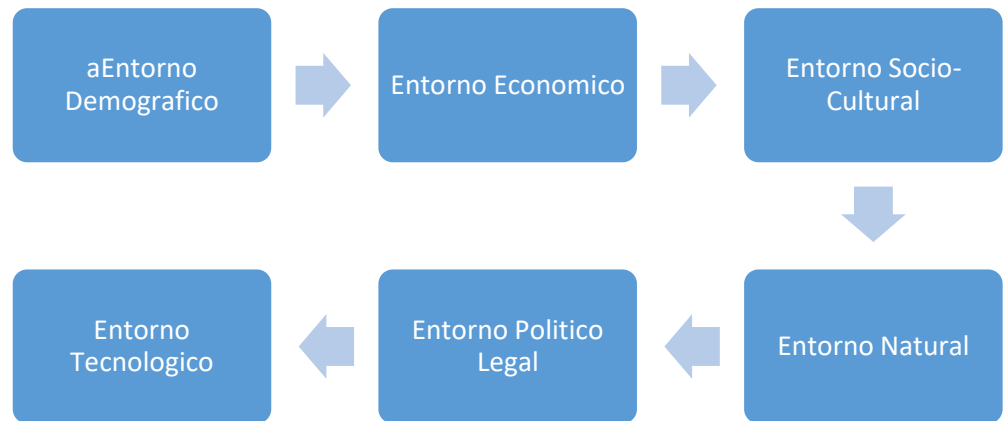 aEntorno
Demografico
Entorno Economico
Entorno Socio-
Cultural
Entorno Natural
Entorno Politico
Legal
Entorno
Tecnologico